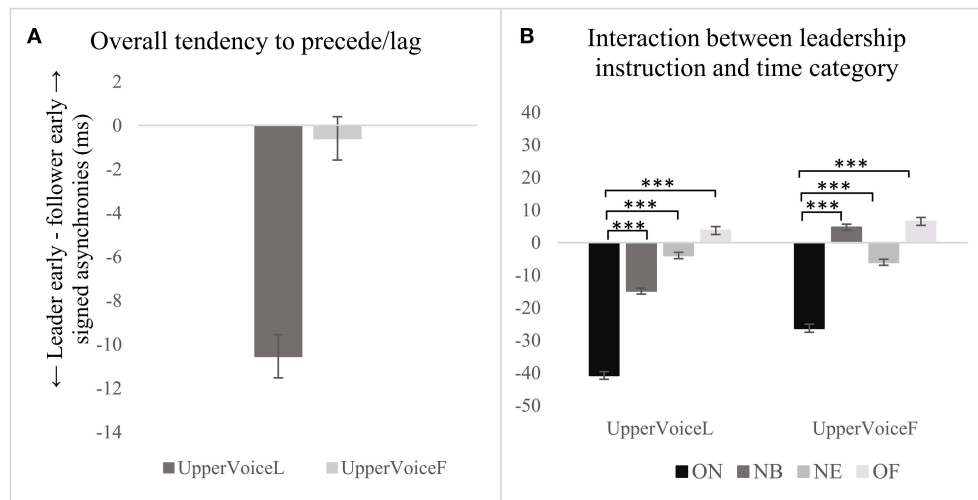 A
Overall tendency to precede/lag
← Leader early - follower early →
signed asynchronies (ms)
2
0
-2
-4
-6
-8
-10
-12
-14
UpperVoiceL UpperVoiceF
B
Interaction between leadership
instruction and time category
40
30
20
10
0
-10
-20
-30
-40
-50
***
***
***
***
***
***
UpperVoiceL UpperVoiceF
ON NB NE OF